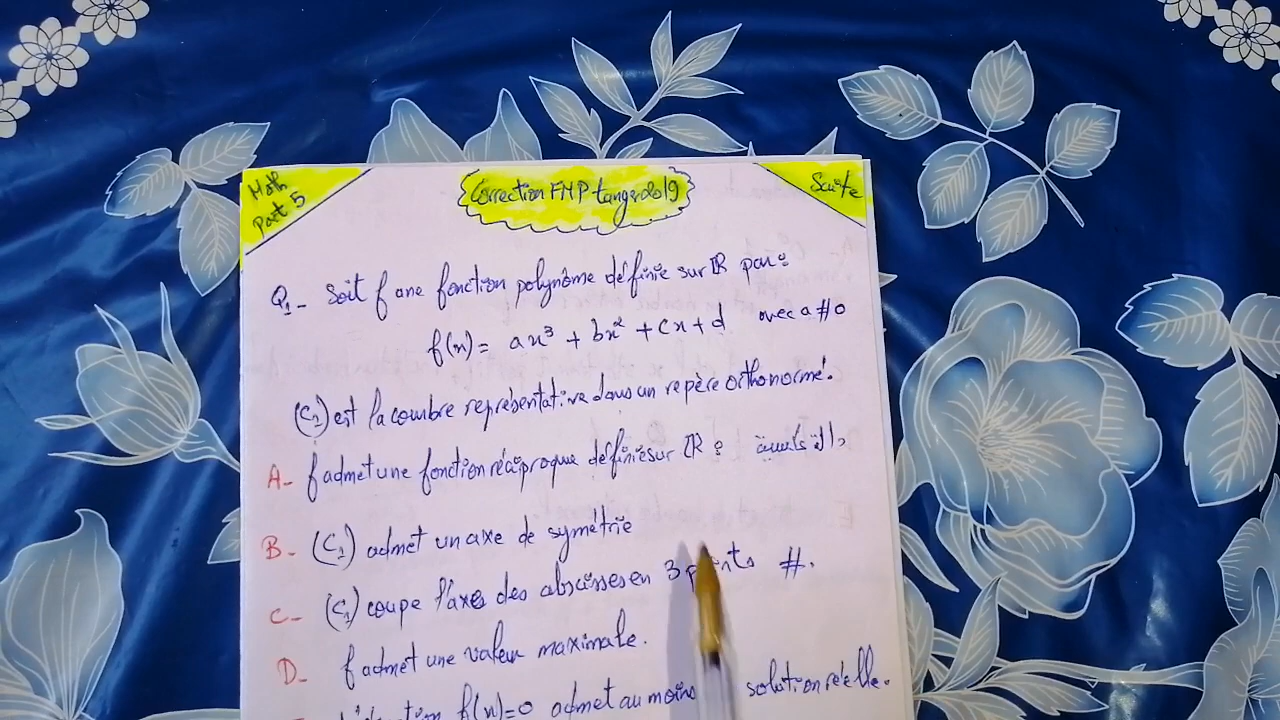 Math
Part 5
Correction FMP tanger 2019
Suite
Q1- Soit f une fonction polynôme définie sur ℝ par:
f(x) = ax³ + bx² + cx + d avec a ≠ 0
(C₁) est la courbe représentative dans un repère orthonormé.
A- f admet une fonction réciproque définie sur ℝ :
B- (C₁) admet un axe de symétrie
C- (C₁) coupe l'axes des abscisses en 3 points ≠.
D- f admet une valeur maximale.
f(x)=0 admet au moins solution réelle.